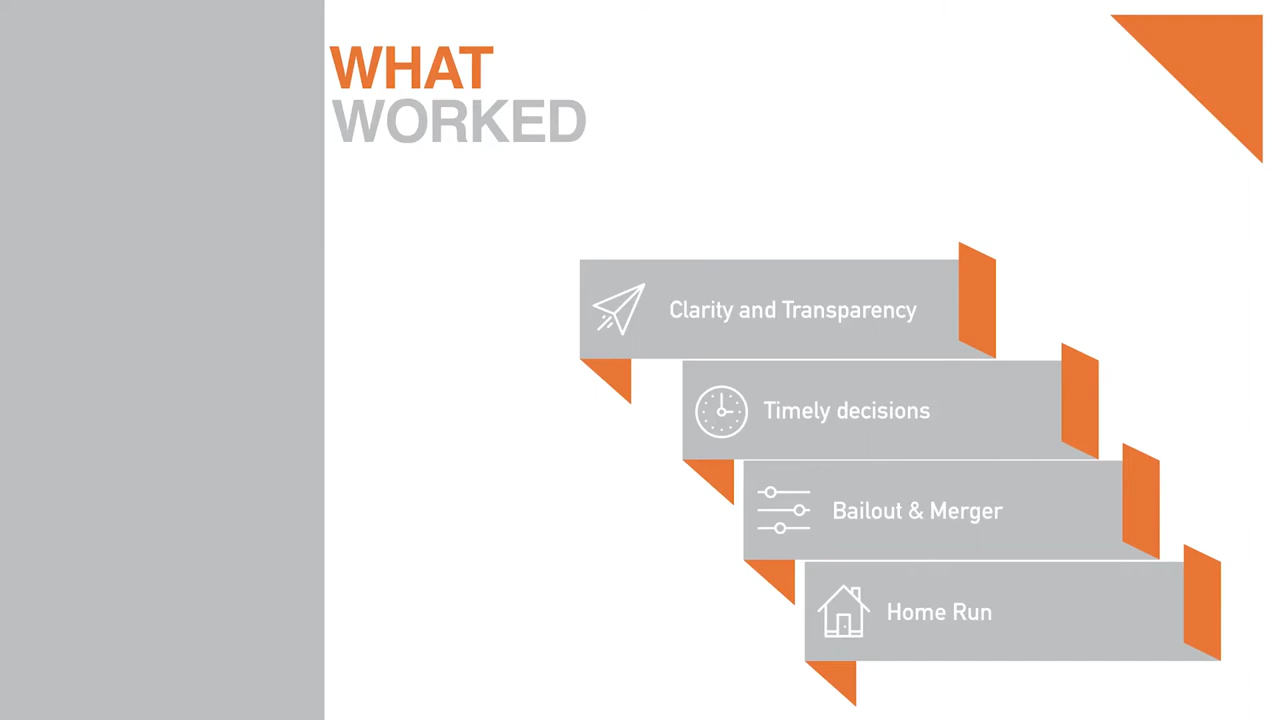 WHAT
WORKED
Clarity and Transparency
Timely decisions
Bailout & Merger
Home Run